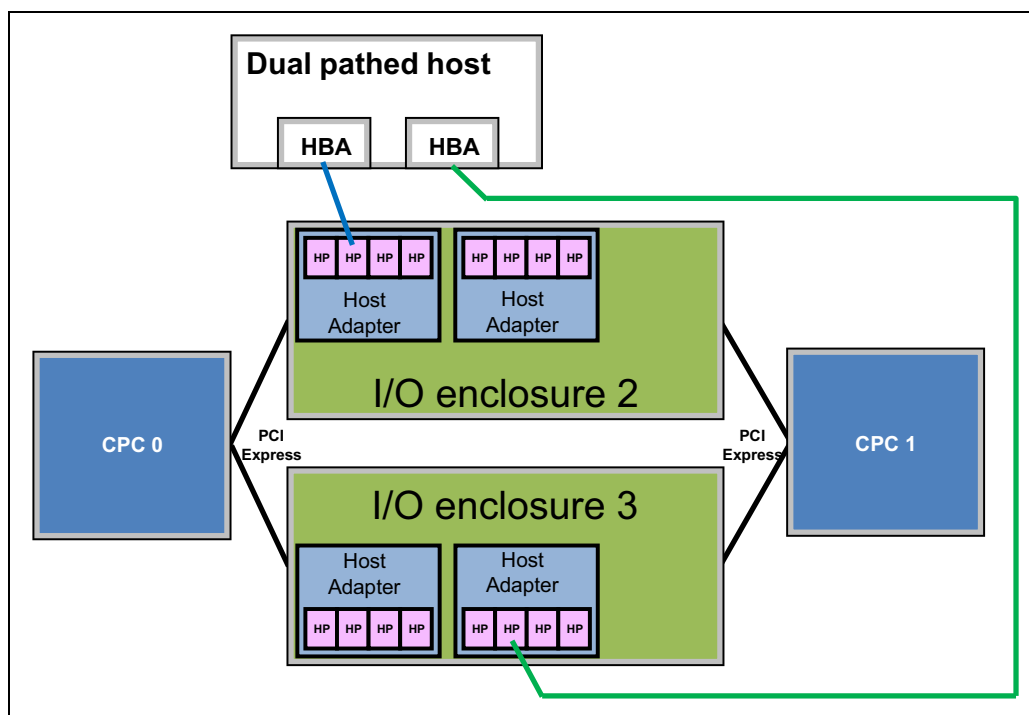 Dual pathed host
HBA HBA
HP HP HP HP HP HP HP HP
Host Host
Adapter Adapter
I/O enclosure 2
CPC 0
PCI
Express
PCI
Express
CPC 1
I/O enclosure 3
Host Host
Adapter Adapter
HP HP HP HP HP HP HP HP